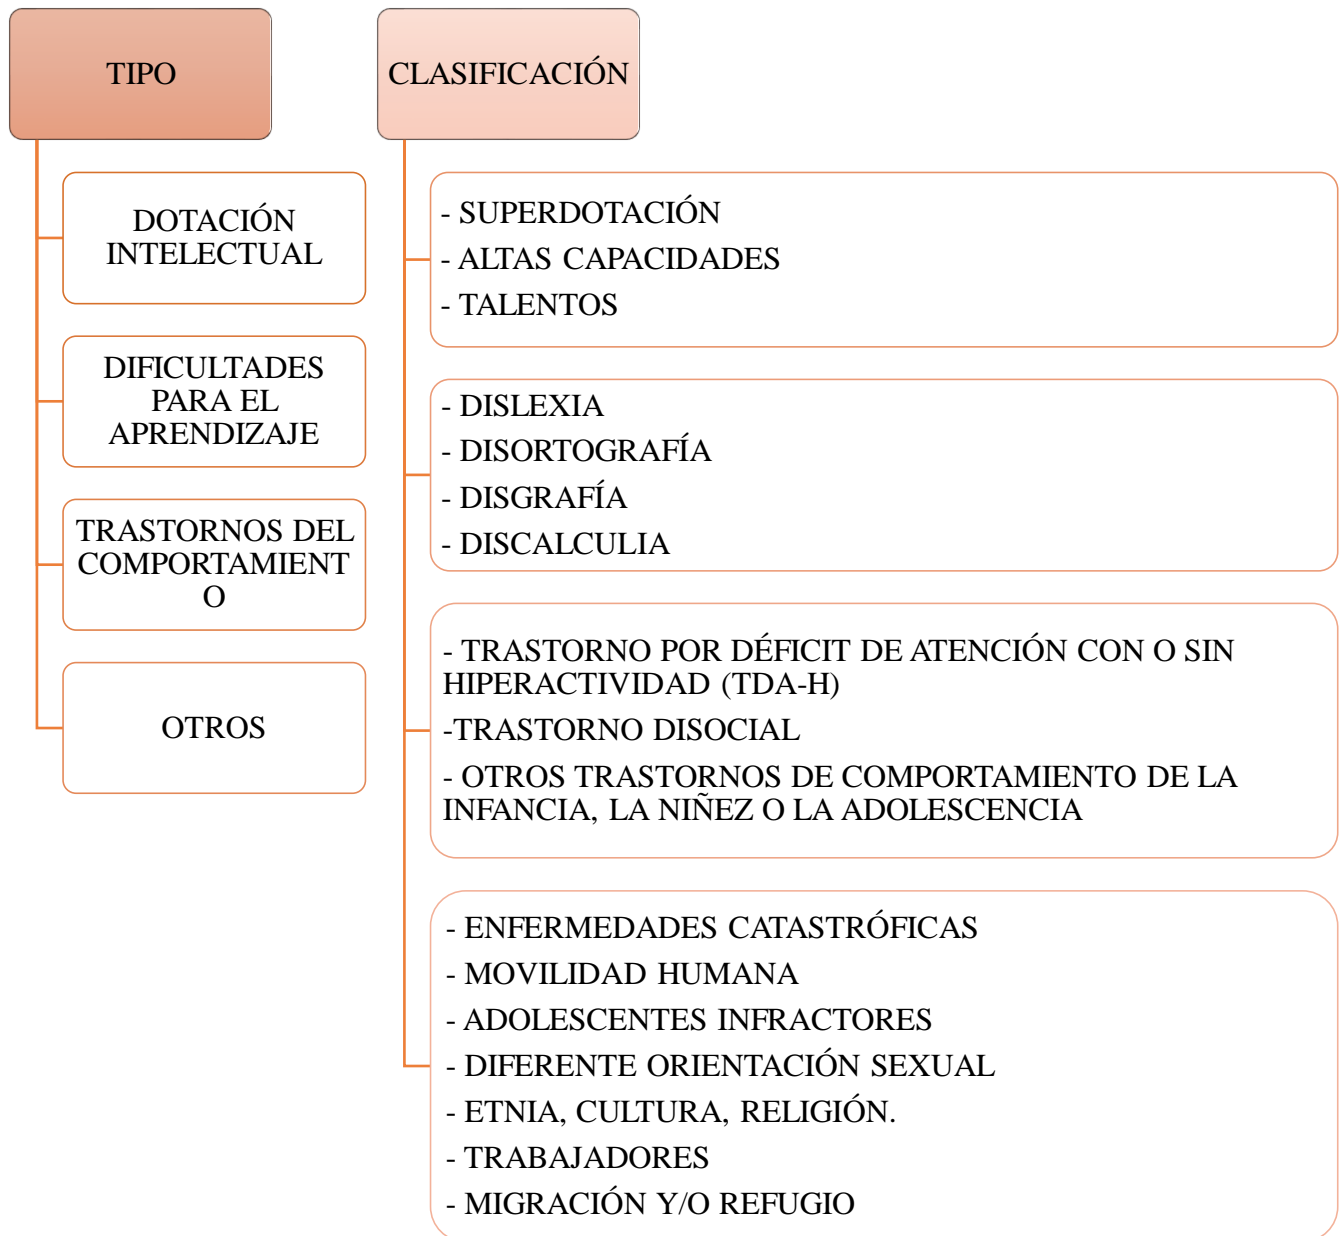 TIPO
DOTACIÓN
INTELECTUAL
DIFICULTADES
PARA EL
APRENDIZAJE
TRASTORNOS DEL
COMPORTAMIENT
O
OTROS
CLASIFICACIÓN
- SUPERDOTACIÓN
- ALTAS CAPACIDADES
- TALENTOS
- DISLEXIA
- DISORTOGRAFÍA
- DISGRAFÍA
- DISCALCULIA
- TRASTORNO POR DÉFICIT DE ATENCIÓN CON O SIN
HIPERACTIVIDAD (TDA-H)
-TRASTORNO DISOCIAL
- OTROS TRASTORNOS DE COMPORTAMIENTO DE LA
INFANCIA, LA NIÑEZ O LA ADOLESCENCIA
- ENFERMEDADES CATASTRÓFICAS
- MOVILIDAD HUMANA
- ADOLESCENTES INFRACTORES
- DIFERENTE ORIENTACIÓN SEXUAL
- ETNIA, CULTURA, RELIGIÓN.
- TRABAJADORES
- MIGRACIÓN Y/O REFUGIO